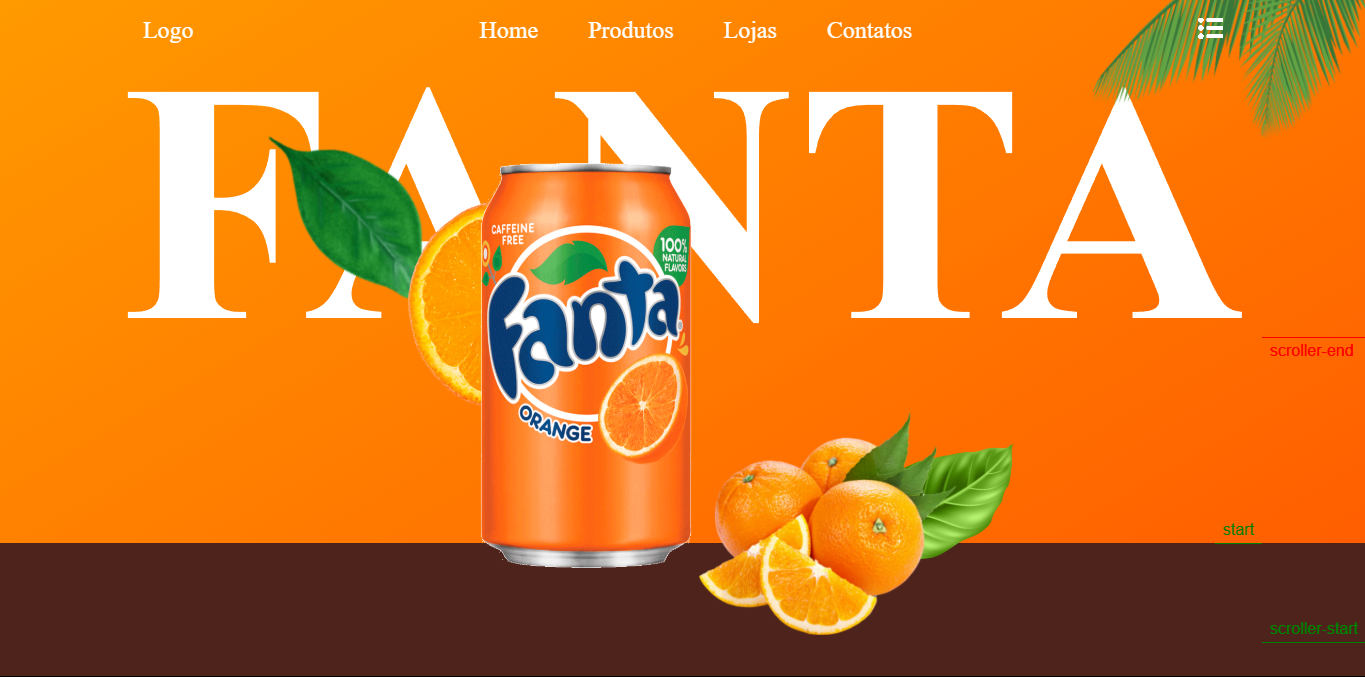 Logo
Home
Produtos
Lojas
Contatos
FANTA
CAFFEINE
FREE
100%
NATURAL
FLAVORS
Fanta
ORANGE
scroller-end
start
scroller-start